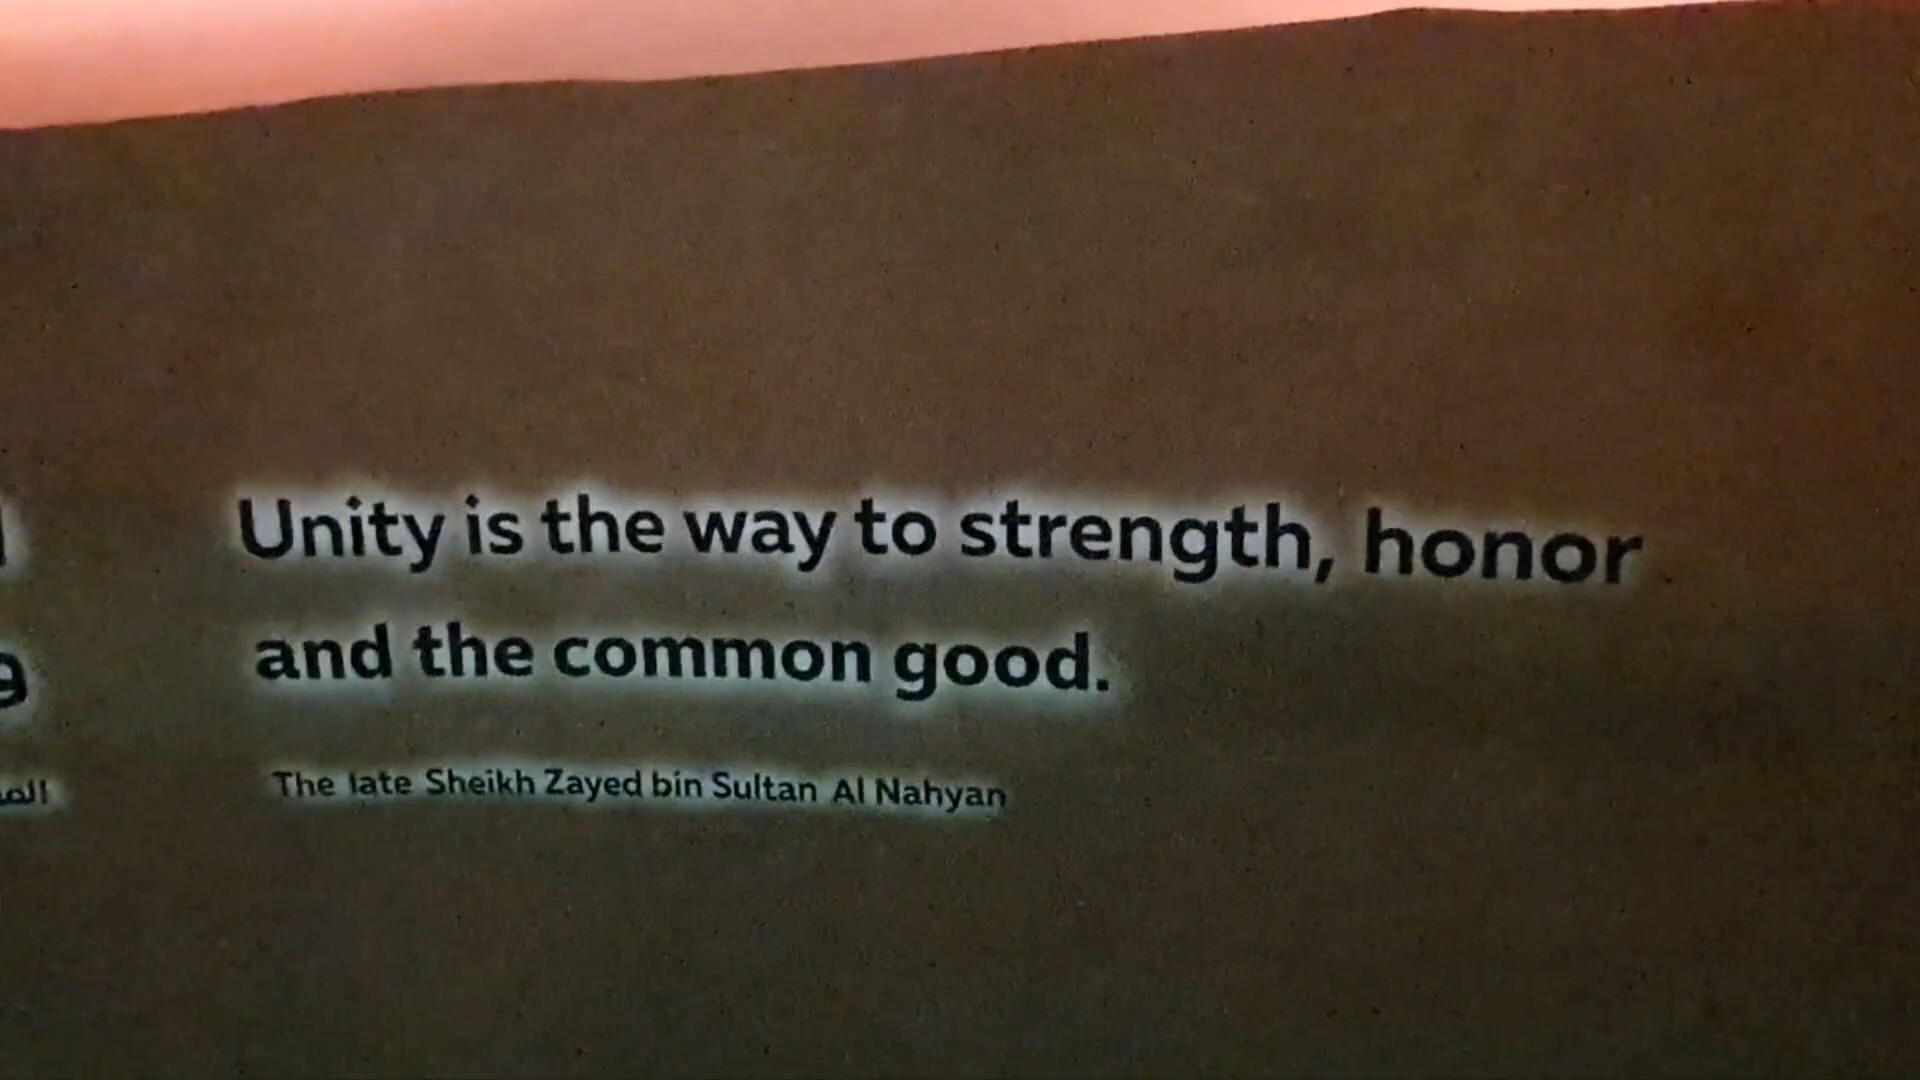 Unity is the way to strength, honor
and the common good.
The late Sheikh Zayed bin Sultan Al Nahyan